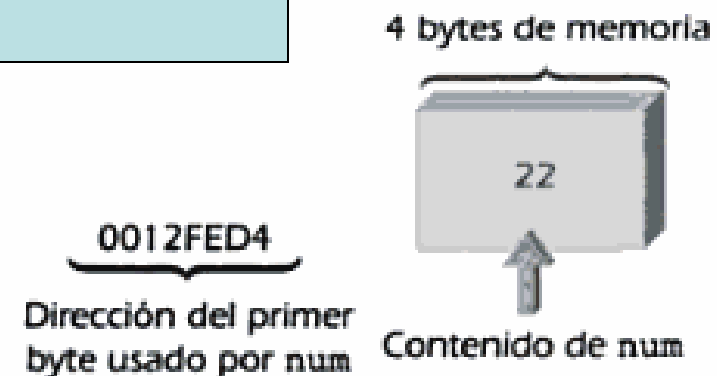 4 bytes de memoria
22
0012FED4
Dirección del primer
byte usado por num
Contenido de num